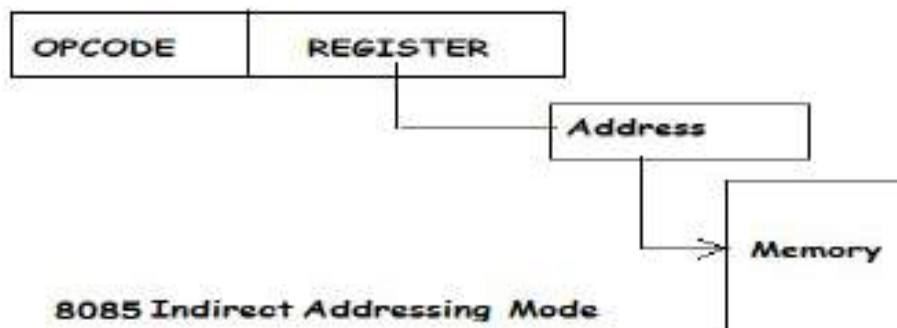 OPCODE REGISTER
Address
Memory
8085 Indirect Addressing Mode